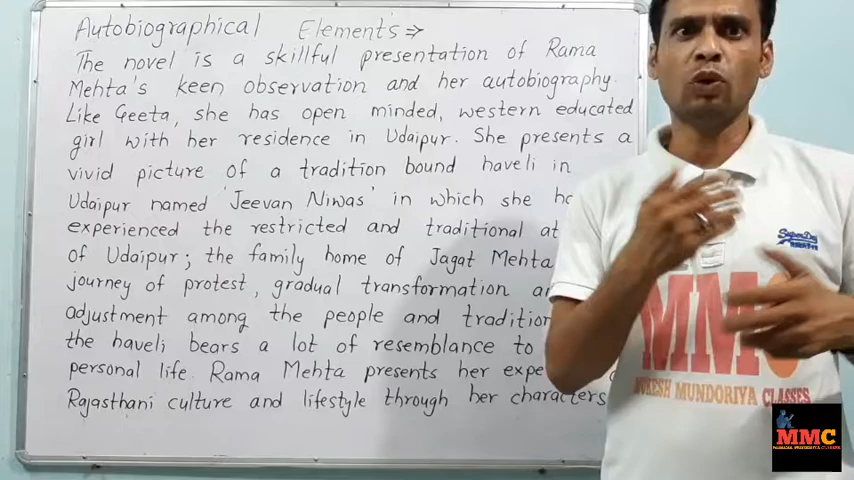 Autobiographical Elements ⇒
The novel is a skillful presentation of Rama
Mehta's keen observation and her autobiography.
Like Geeta, she has open minded, western educated
girl with her residence in Udaipur. She presents a
vivid picture of a tradition bound haveli in
Udaipur named 'Jeevan Niwas' in which she
experienced the restricted and traditional
of Udaipur; the family home of Jagat Mehta
journey of protest, gradual transformation
adjustment among the people and
the haveli bears a lot of resemblance to
personal life. Rama Mehta presents her
Rajasthani culture and lifestyle through her characters
SuperDry
MM
MUKESH MUNDORIYA CLASSES
MMC